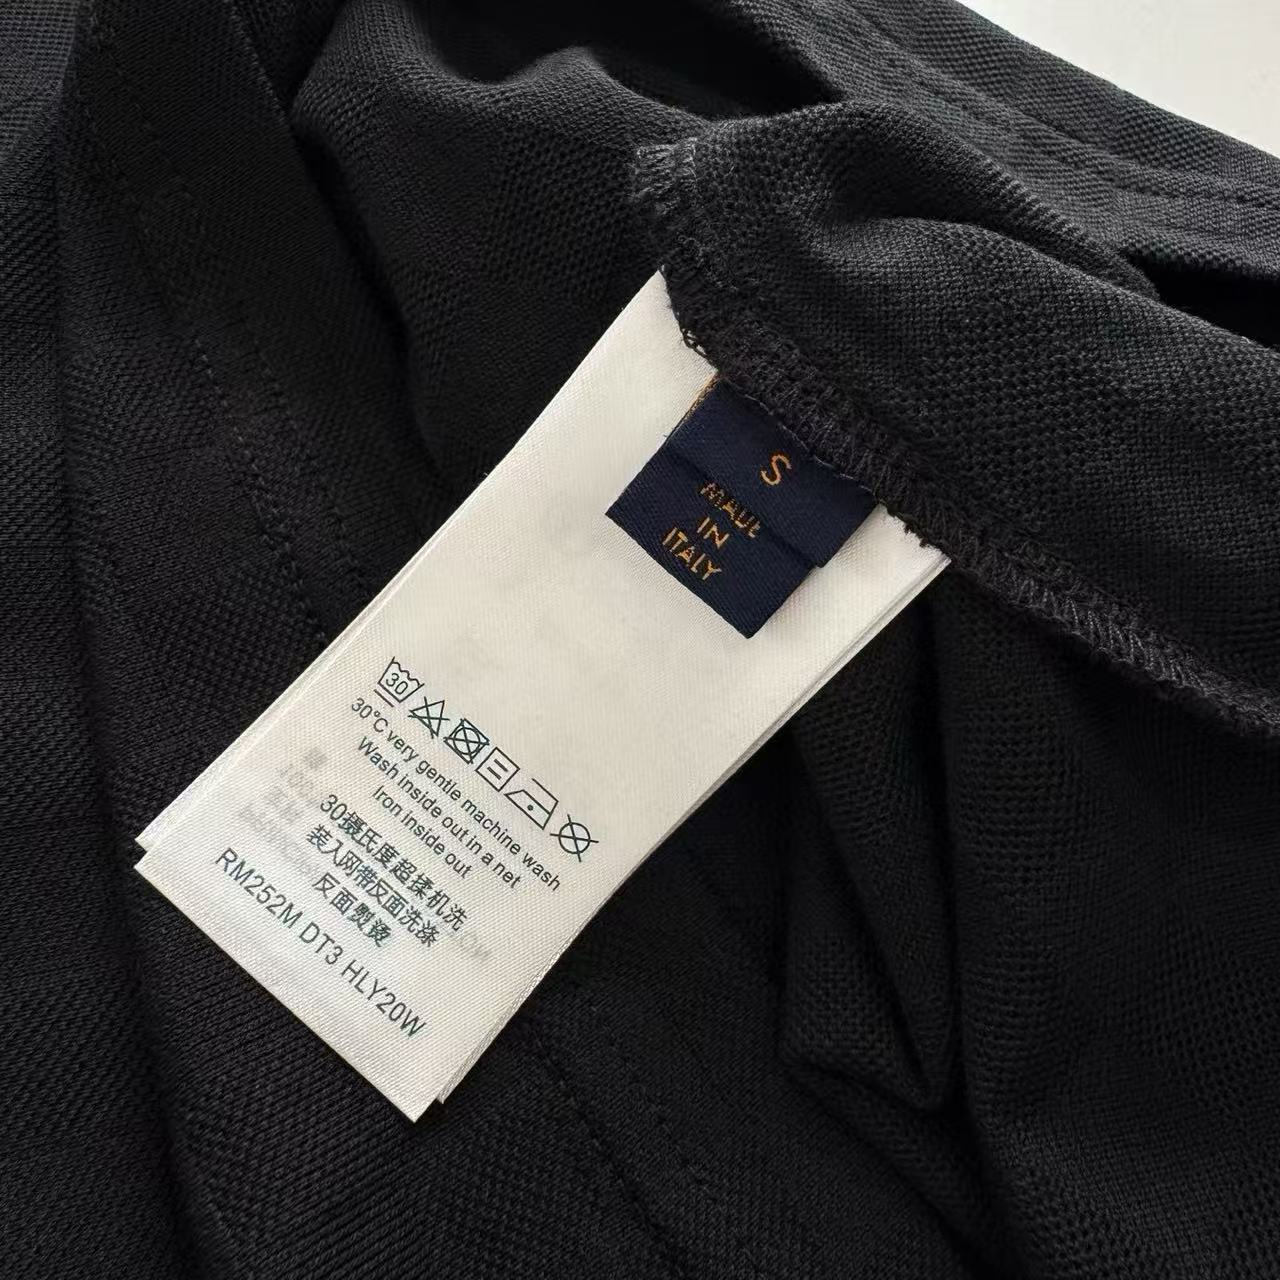 S
MADE
IN
ITALY
30
30°C very gentle machine wash
Wash inside out in a net
Iron inside out
30摄氏度超揉机洗
装入网带反面洗涤
反面熨烫
RM252M DT3 HLY20W